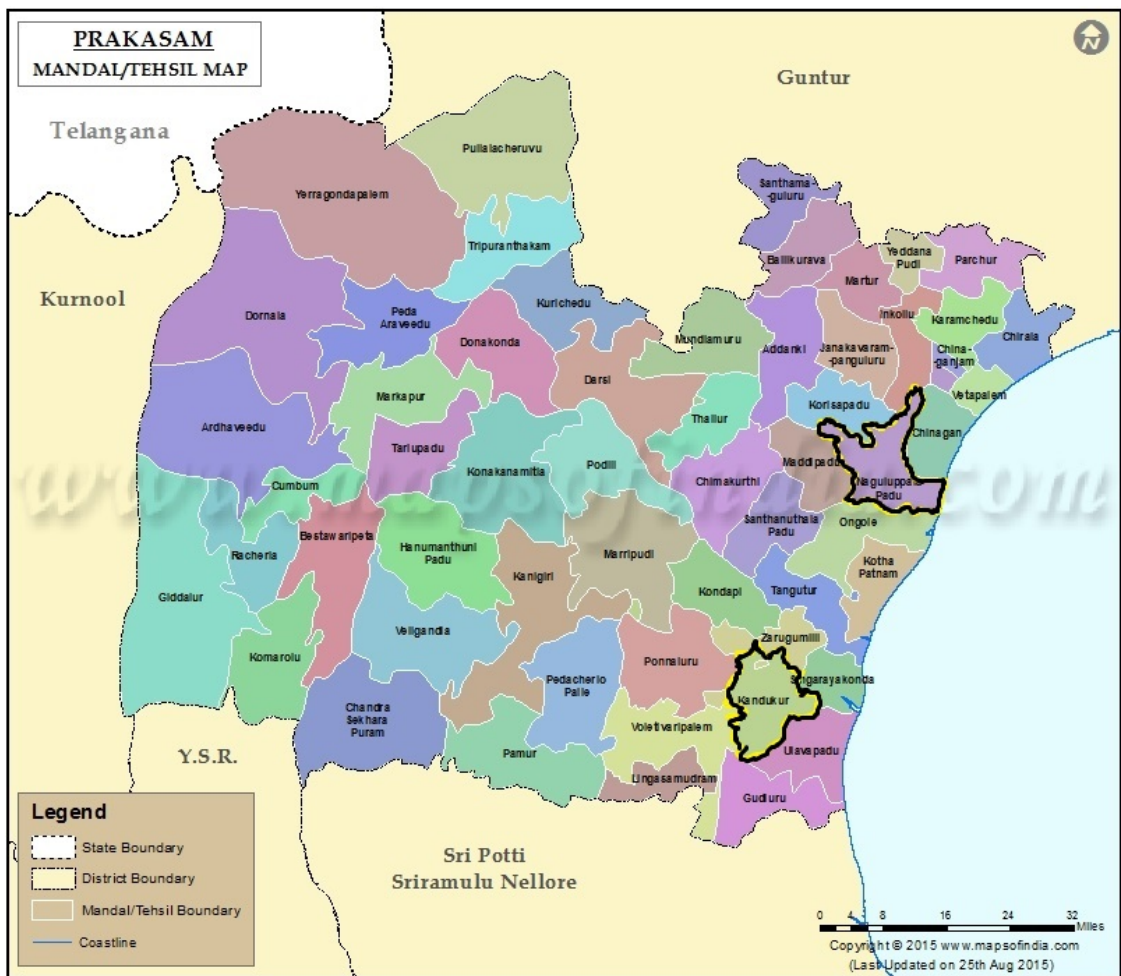 PRAKASAM
MANDAL/TEHSIL MAP
N
Guntur
Telangana
Pullalacheruvu
Yerragondapalem
Santhama-
-guluru
Tripuranthakam
Ballikurava
Yeddana
Pudi
Parchur
Martur
Kurnool
Dornala
Peda
Araveedu
Kurichedu
Inkollu
Karamchedu
Donakonda
Mundlamuru
Addanki
Janakavaram-
-panguluru
China-
-ganjam
Chirala
Darsi
Markapur
Vetapalem
Thallur
Korisapadu
Ardhaveedu
Tarlupadu
Chinagan
Konakanamitla
Podili
Maddipadu
Cumbum
Chimakurthi
Naguluppala
Padu
www.mapsofindia.com
Bestawaripeta
Santhanuthala
Padu
Ongole
Racherla
Hanumanthuni
Padu
Marripudi
Kotha
Patnam
Giddalur
Kanigiri
Kondapi
Tangutur
Veligandla
Zarugumilli
Komarolu
Ponnaluru
Pedacherlo
Palle
Singarayakonda
Kandukur
Chandra
Sekhara
Puram
Voletivaripalem
Ulavapadu
Y.S.R.
Pamur
Lingasamudram
Gudluru
Legend
State Boundary
District Boundary
Mandal/Tehsil Boundary
Coastline
Sri Potti
Sriramulu Nellore
0 4 8 16 24 32
Miles
Copyright © 2015 www.mapsofindia.com
(Last Updated on 25th Aug 2015)